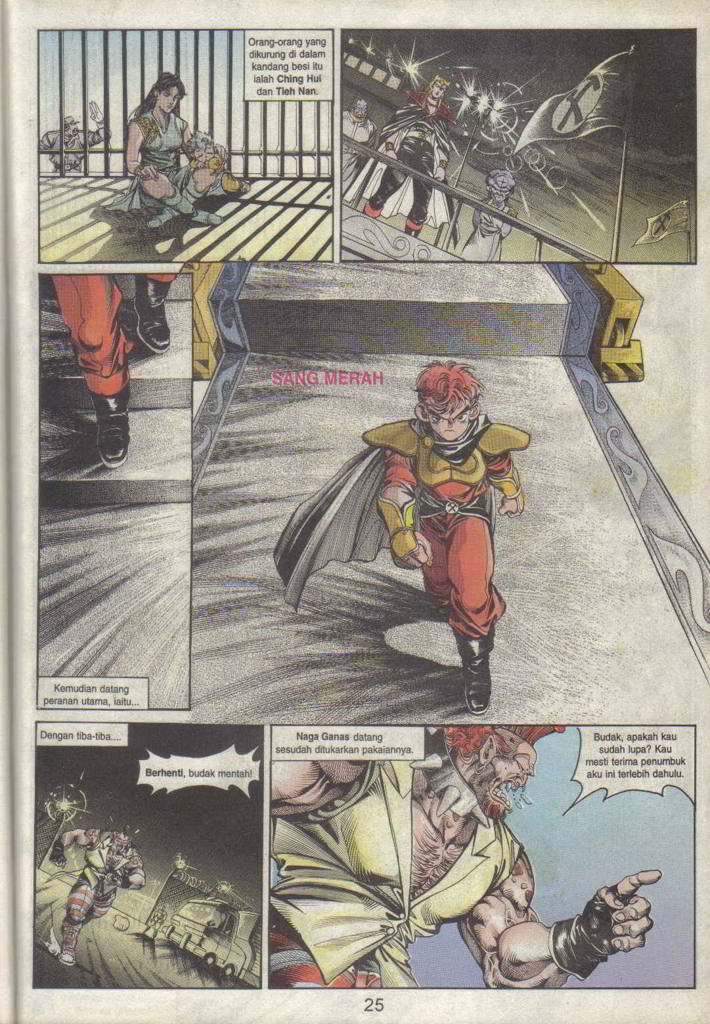 Orang-orang yang
dikurung di dalam
kandang besi itu
ialah Ching Hui
dan Tieh Nan.
SANG MERAH
Kemudian datang
peranan utama, iaitu...
Dengan tiba-tiba....
Berhenti, budak mentah!
Naga Ganas datang
sesudah ditukarkan pakaiannya.
Budak, apakah kau
sudah lupa? Kau
mesti terima penumbuk
aku ini terlebih dahulu.
25